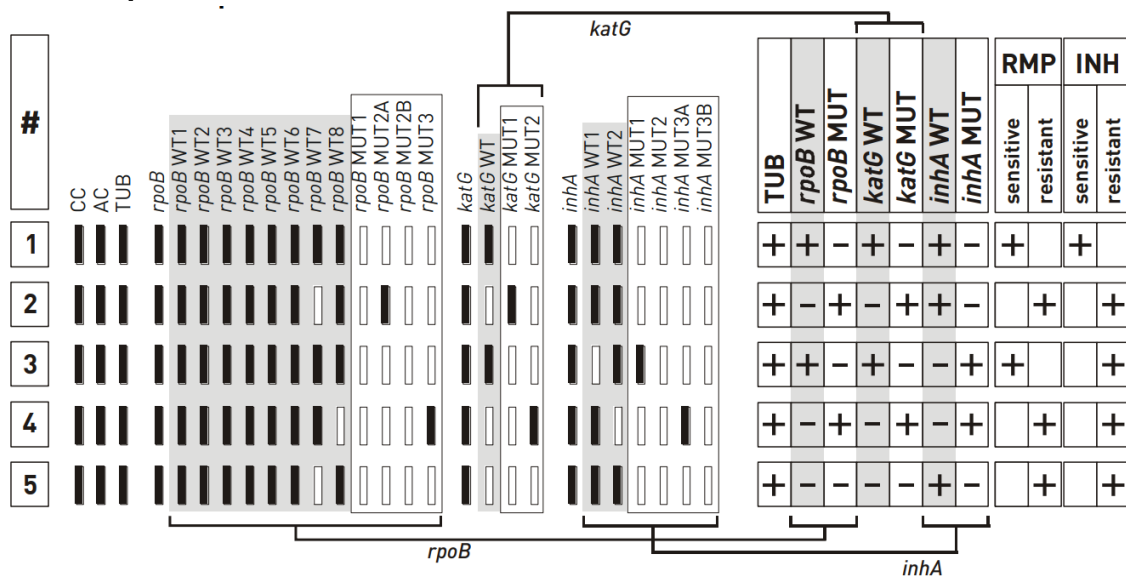 katG
#
CC
AC
TUB
rpoB
rpoB WT1
rpoB WT2
rpoB WT3
rpoB WT4
rpoB WT5
rpoB WT6
rpoB WT7
rpoB WT8
rpoB MUT1
rpoB MUT2A
rpoB MUT2B
rpoB MUT3
katG
katG WT
katG MUT1
katG MUT2
inhA
inhA WT1
inhA WT2
inhA MUT1
inhA MUT2
inhA MUT3A
inhA MUT3B
TUB
rpoB WT
rpoB MUT
katG WT
katG MUT
inhA WT
inhA MUT
RMP INH
sensitive
resistant
sensitive
resistant
1 + + – + – + – + +
2 + – + – + + – + +
3 + + – + – – + + +
4 + – + – + – + + +
5 + – – – – + – + +
rpoB
inhA